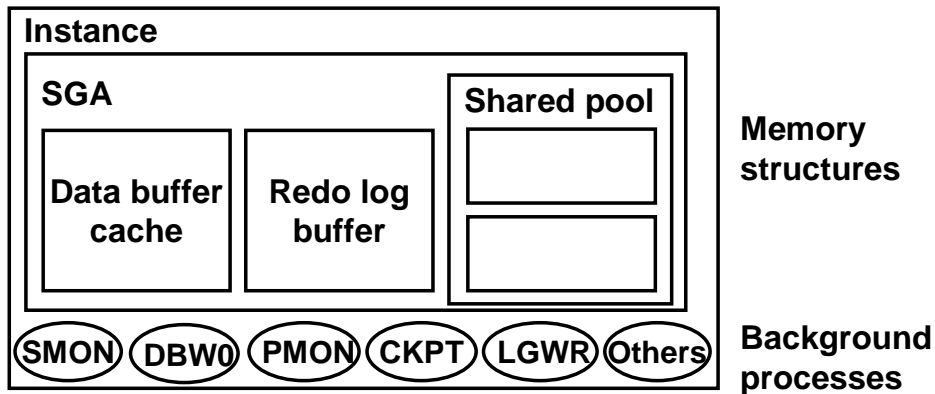 Instance
SGA
Shared pool
Data buffer
cache
Redo log
buffer
Memory
structures
SMON DBW0 PMON CKPT LGWR Others
Background
processes